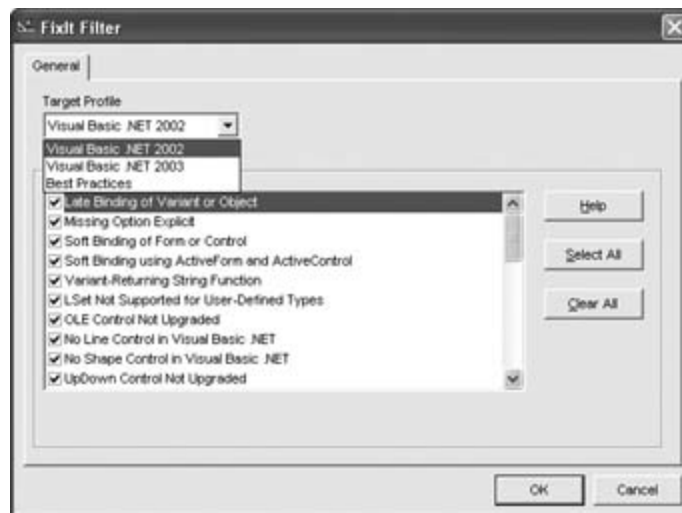 FixIt Filter
General
Target Profile
Visual Basic .NET 2002
Visual Basic .NET 2002
Visual Basic .NET 2003
Best Practices
Late Binding of Variant or Object
Missing Option Explicit
Soft Binding of Form or Control
Soft Binding using ActiveForm and ActiveControl
Variant-Returning String Function
LSet Not Supported for User-Defined Types
OLE Control Not Upgraded
No Line Control in Visual Basic .NET
No Shape Control in Visual Basic .NET
UpDown Control Not Upgraded
Help
Select All
Clear All
OK
Cancel